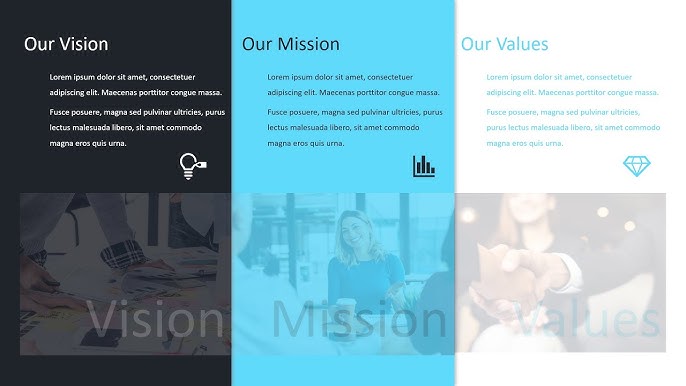 Our Vision
Lorem ipsum dolor sit amet, consectetuer
adipiscing elit. Maecenas porttitor congue massa.
Fusce posuere, magna sed pulvinar ultricies, purus
lectus malesuada libero, sit amet commodo
magna eros quis urna.
Vision
Our Mission
Lorem ipsum dolor sit amet, consectetuer
adipiscing elit. Maecenas porttitor congue massa.
Fusce posuere, magna sed pulvinar ultricies, purus
lectus malesuada libero, sit amet commodo
magna eros quis urna.
Mission
Our Values
Lorem ipsum dolor sit amet, consectetuer
adipiscing elit. Maecenas porttitor congue massa.
Fusce posuere, magna sed pulvinar ultricies, purus
lectus malesuada libero, sit amet commodo
magna eros quis urna.
Values